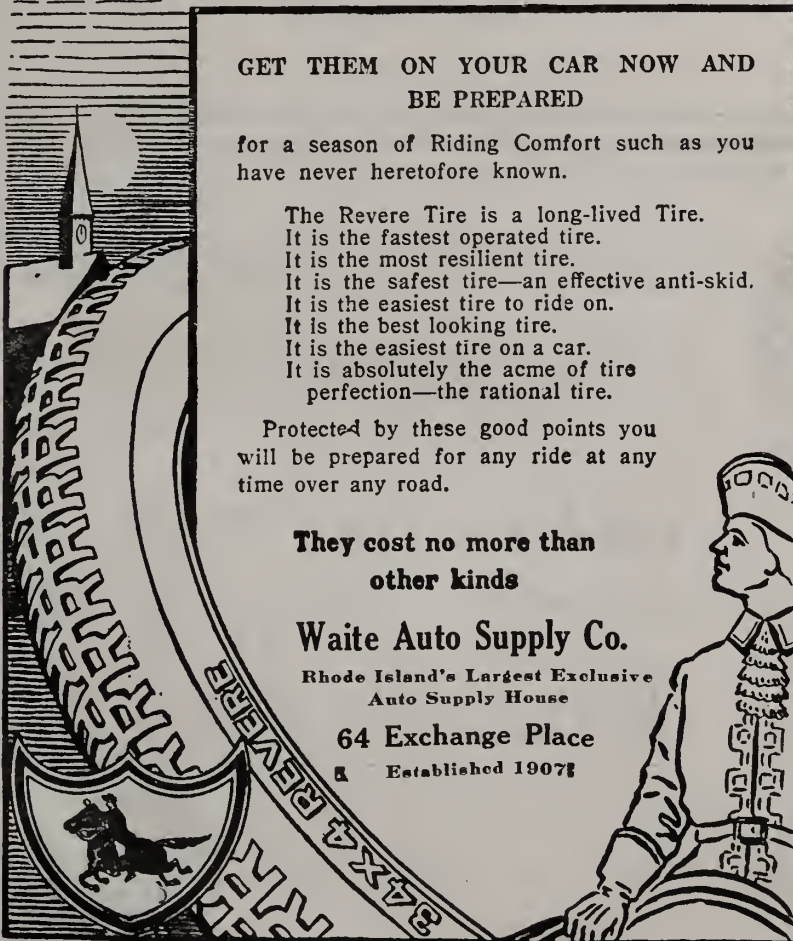 GET THEM ON YOUR CAR NOW AND
BE PREPARED
for a season of Riding Comfort such as you
have never heretofore known.
The Revere Tire is a long-lived Tire.
It is the fastest operated tire.
It is the most resilient tire.
It is the safest tire—an effective anti-skid.
It is the easiest tire to ride on.
It is the best looking tire.
It is the easiest tire on a car.
It is absolutely the acme of tire
perfection—the rational tire.
Protected by these good points you
will be prepared for any ride at any
time over any road.
They cost no more than
other kinds
Waite Auto Supply Co.
Rhode Island's Largest Exclusive
Auto Supply House
64 Exchange Place
Established 1907
34X4 REVERE